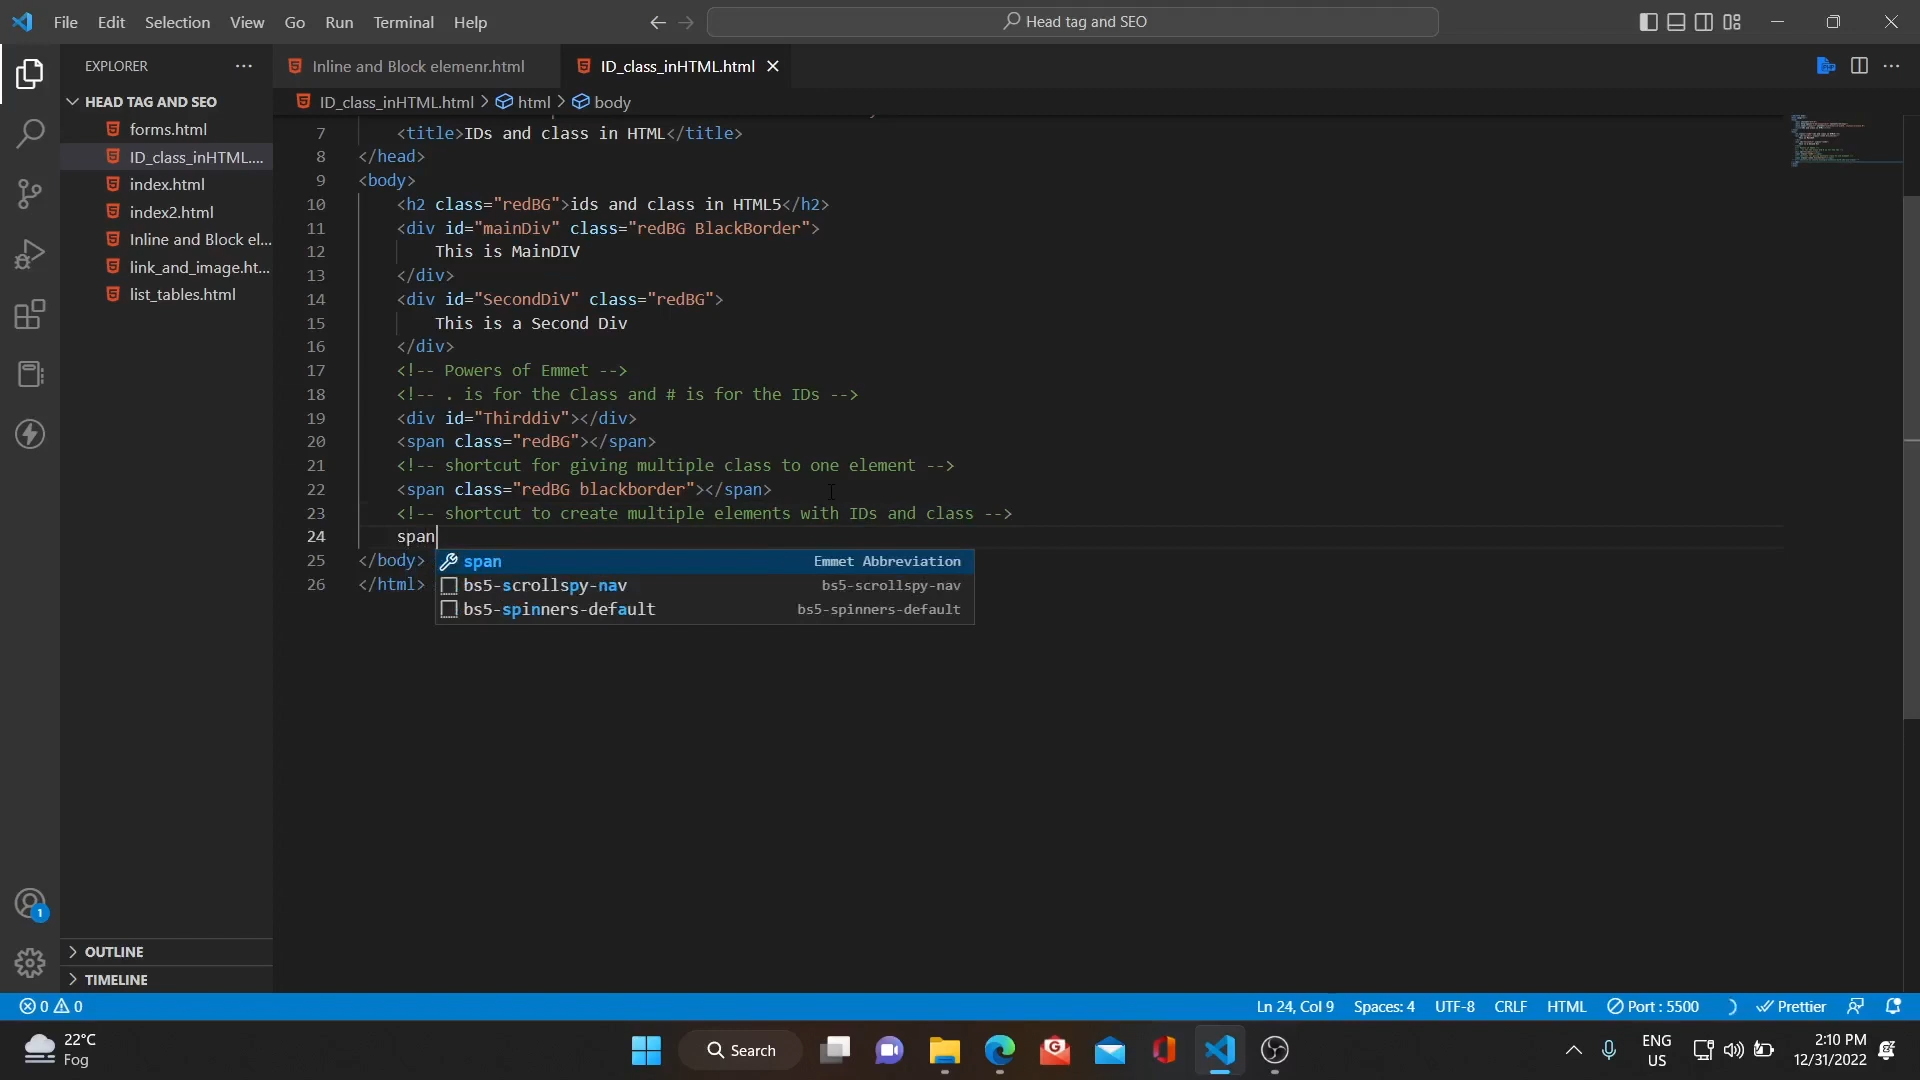 File Edit Selection View Go Run Terminal Help
Head tag and SEO
EXPLORER
Inline and Block elemenr.html
ID_class_inHTML.html
HEAD TAG AND SEO
forms.html
ID_class_inHTML....
index.html
index2.html
Inline and Block el...
link_and_image.ht...
list_tables.html
OUTLINE
TIMELINE
ID_class_inHTML.html > html > body
7 <title>IDs and class in HTML</title>
8 </head>
9 <body>
10 <h2 class="redBG">ids and class in HTML5</h2>
11 <div id="mainDiv" class="redBG BlackBorder">
12 This is MainDIV
13 </div>
14 <div id="SecondDiV" class="redBG">
15 This is a Second Div
16 </div>
17 <!-- Powers of Emmet -->
18 <!-- . is for the Class and # is for the IDs -->
19 <div id="Thirddiv"></div>
20 <span class="redBG"></span>
21 <!-- shortcut for giving multiple class to one element -->
22 <span class="redBG blackborder"></span>
23 <!-- shortcut to create multiple elements with IDs and class -->
24 span
25 </body>
26 </html>
span Emmet Abbreviation
bs5-scrollspy-nav bs5-scrollspy-nav
bs5-spinners-default bs5-spinners-default
1
0 0
Ln 24, Col 9 Spaces: 4 UTF-8 CRLF HTML Port : 5500 Prettier
22°C
Fog
Search
ENG
US
2:10 PM
12/31/2022